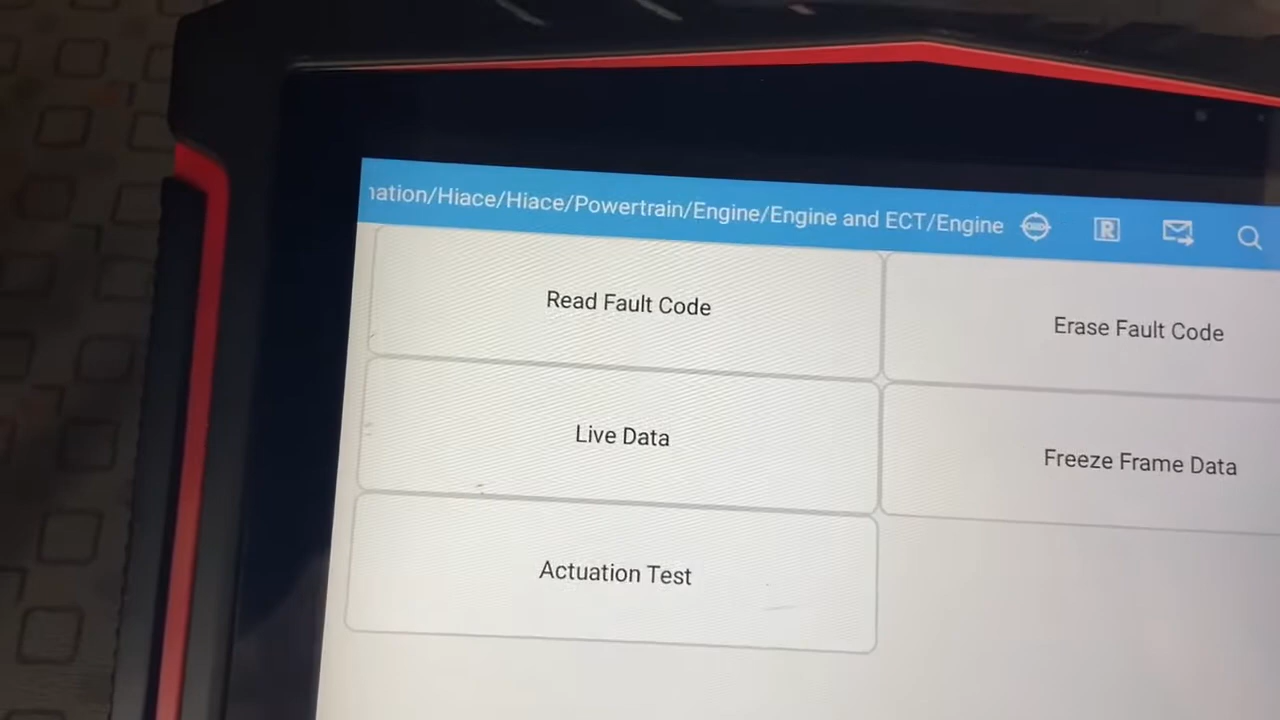 nation/Hiace/Hiace/Powertrain/Engine/Engine and ECT/Engine
R
Read Fault Code
Erase Fault Code
Live Data
Freeze Frame Data
Actuation Test